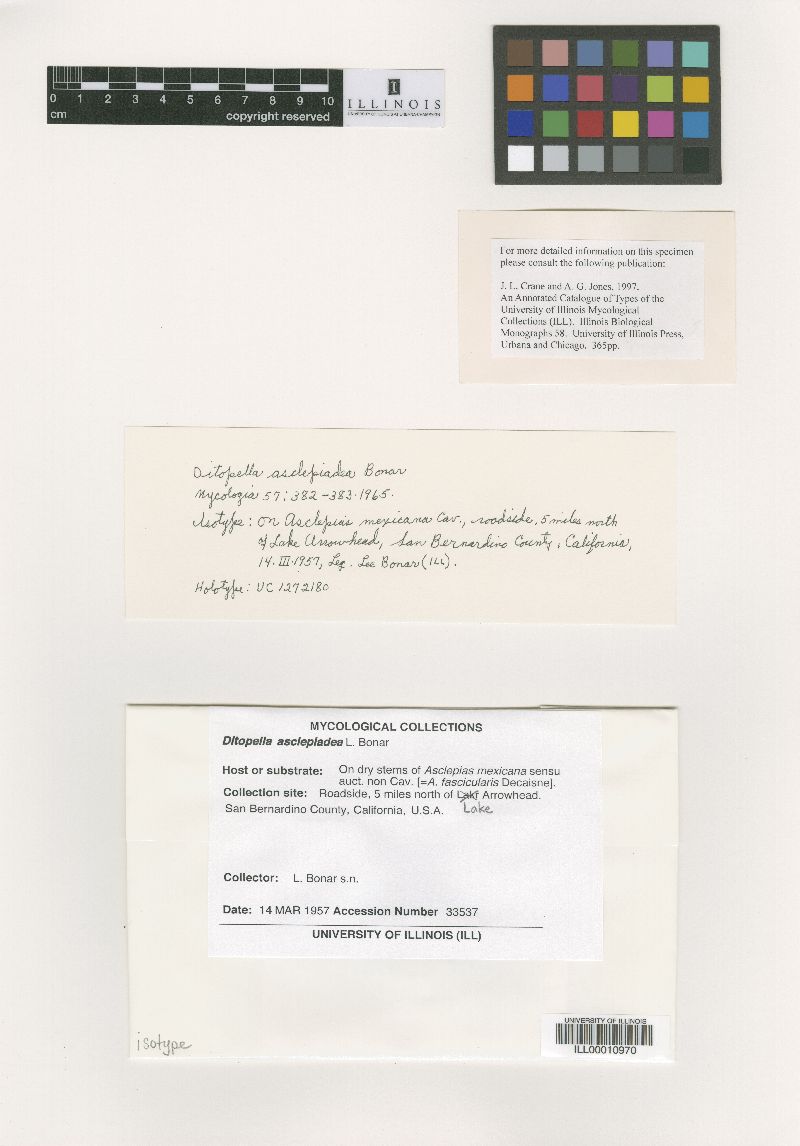 0 1 2 3 4 5 6 7 8 9 10
cm
copyright reserved
I
ILLINOIS
UNIVERSITY OF ILLINOIS AT URBANA-CHAMPAIGN
For more detailed information on this specimen
please consult the following publication:
J. L. Crane and A. G. Jones. 1997.
An Annotated Catalogue of Types of the
University of Illinois Mycological
Collections (ILL). Illinois Biological
Monographs 58. University of Illinois Press,
Urbana and Chicago. 365pp.
Ditopella asclepiadea Bonar
Mycologia 57: 382-383. 1965.
Isotype: On Asclepias mexicana Cav., roadside, 5 miles north
of Lake Arrowhead, San Bernardino County, California,
14. III. 1957, Leg. Lee Bonar (ILL).
Holotype: UC 1272180
MYCOLOGICAL COLLECTIONS
Ditopella asclepiadea L. Bonar
Host or substrate: On dry stems of Asclepias mexicana sensu
auct. non Cav. [=A. fascicularis Decaisne].
Collection site: Roadside, 5 miles north of Lakf Arrowhead.
San Bernardino County, California, U.S.A. Lake
Collector: L. Bonar s.n.
Date: 14 MAR 1957 Accession Number 33537
UNIVERSITY OF ILLINOIS (ILL)
isotype
UNIVERSITY OF ILLINOIS
ILL00010970